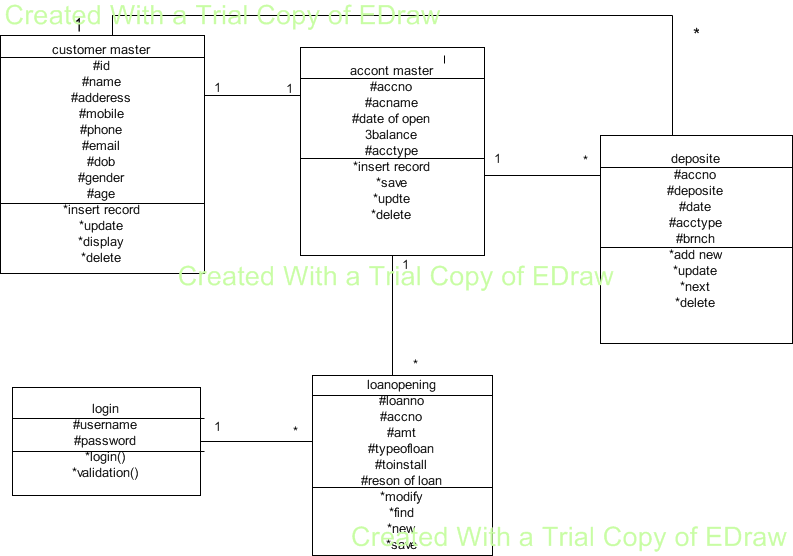 Created With a Trial Copy of EDraw
1
*
customer master
#id
#name
#adderess
#mobile
#phone
#email
#dob
#gender
#age
*insert record
*update
*display
*delete
1
1
accont master
#accno
#acname
#date of open
3balance
#acctype
*insert record
*save
*updte
*delete
1
*
deposite
#accno
#deposite
#date
#acctype
#brnch
*add new
*update
*next
*delete
1
Created With a Trial Copy of EDraw
*
login
#username
#password
*login()
*validation()
1
*
loanopening
#loanno
#accno
#amt
#typeofloan
#toinstall
#reson of loan
*modify
*find
*new
*save
Created With a Trial Copy of EDraw